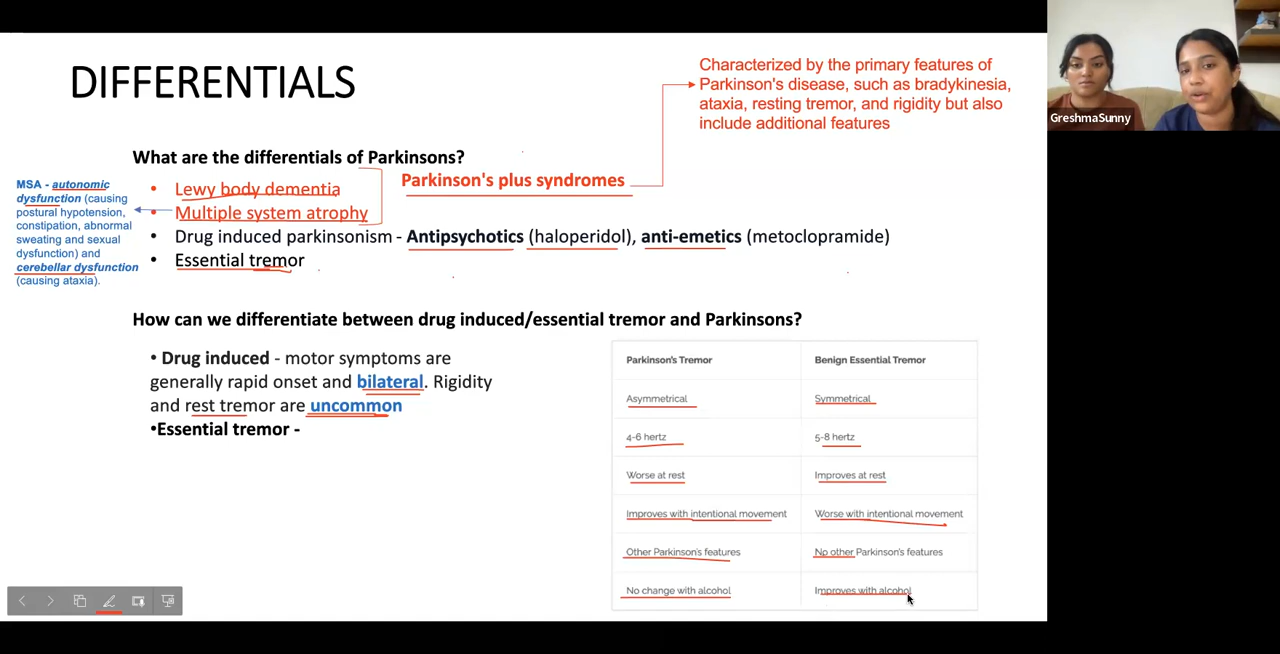 DIFFERENTIALS
Characterized by the primary features of
Parkinson's disease, such as bradykinesia,
ataxia, resting tremor, and rigidity but also
include additional features
GreshmaSunny
What are the differentials of Parkinsons?
• Lewy body dementia
• Multiple system atrophy
Parkinson's plus syndromes
• Drug induced parkinsonism - Antipsychotics (haloperidol), anti-emetics (metoclopramide)
• Essential tremor
MSA - autonomic
dysfunction (causing
postural hypotension,
constipation, abnormal
sweating and sexual
dysfunction) and
cerebellar dysfunction
(causing ataxia).
How can we differentiate between drug induced/essential tremor and Parkinsons?
• Drug induced - motor symptoms are
generally rapid onset and bilateral. Rigidity
and rest tremor are uncommon
•Essential tremor -
Parkinson's Tremor Benign Essential Tremor
Asymmetrical Symmetrical
4-6 hertz 5-8 hertz
Worse at rest Improves at rest
Improves with intentional movement Worse with intentional movement
Other Parkinson's features No other Parkinson's features
No change with alcohol Improves with alcohol